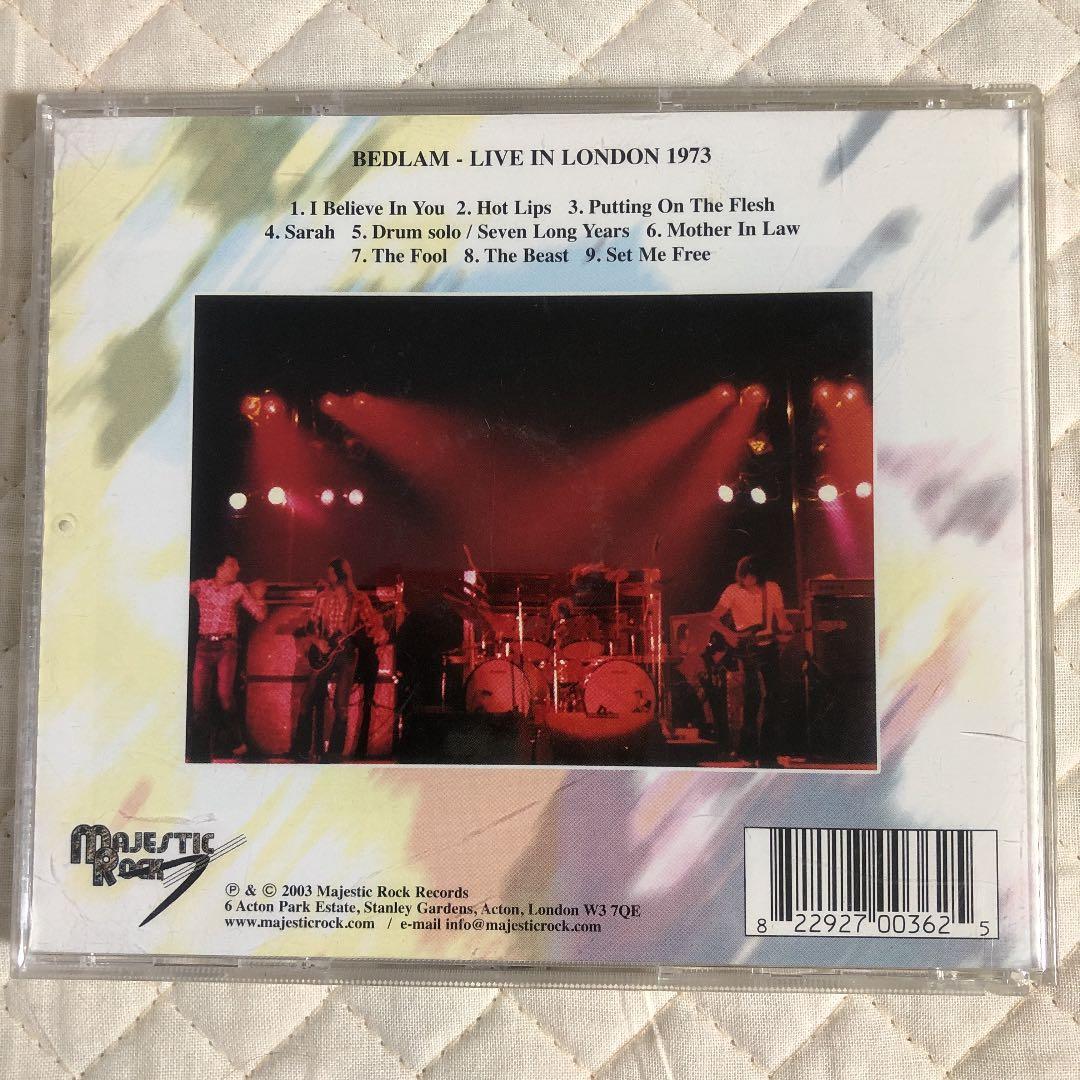 BEDLAM - LIVE IN LONDON 1973
1. I Believe In You 2. Hot Lips 3. Putting On The Flesh
4. Sarah 5. Drum solo / Seven Long Years 6. Mother In Law
7. The Fool 8. The Beast 9. Set Me Free
MAJESTIC
ROCK
℗ & © 2003 Majestic Rock Records
6 Acton Park Estate, Stanley Gardens, Acton, London W3 7QE
www.majesticrock.com / e-mail info@majesticrock.com
8 22927 00362 5